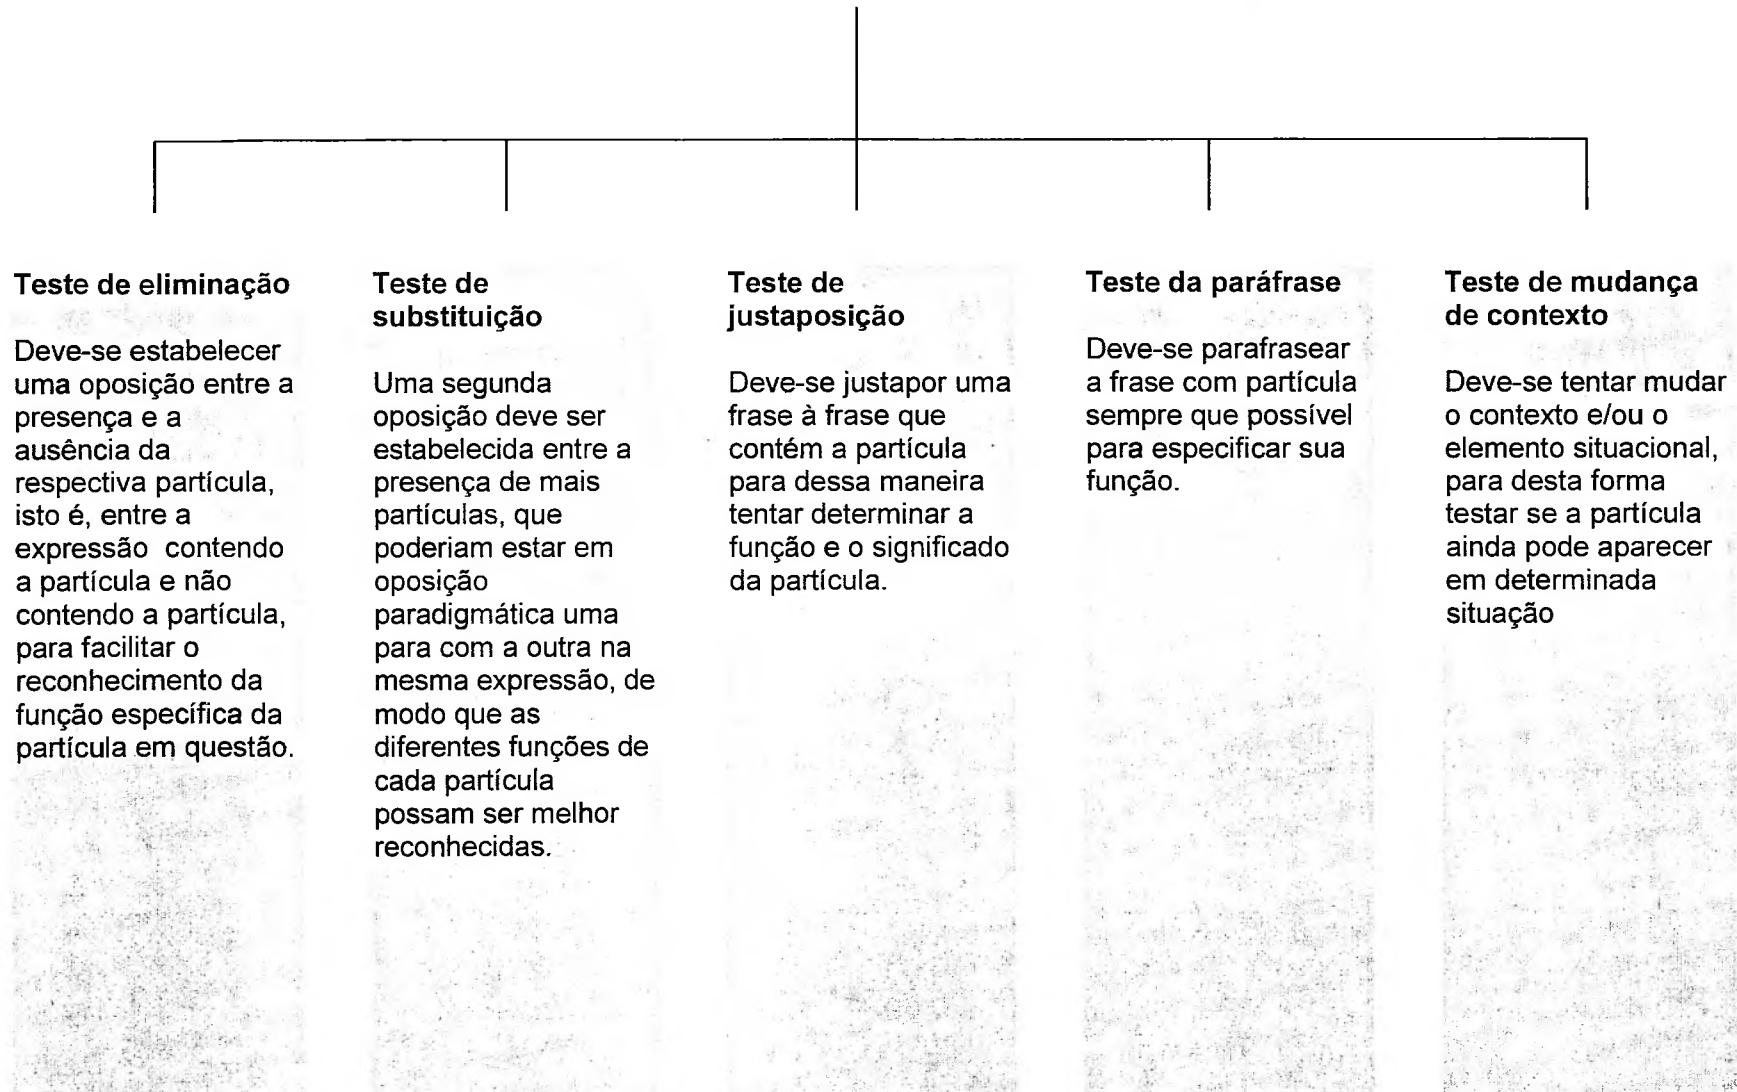 Teste de eliminação
Deve-se estabelecer
uma oposição entre a
presença e a
ausência da
respectiva partícula,
isto é, entre a
expressão contendo
a partícula e não
contendo a partícula,
para facilitar o
reconhecimento da
função específica da
partícula em questão.
Teste de
substituição
Uma segunda
oposição deve ser
estabelecida entre a
presença de mais
partículas, que
poderiam estar em
oposição
paradigmática uma
para com a outra na
mesma expressão, de
modo que as
diferentes funções de
cada partícula
possam ser melhor
reconhecidas.
Teste de
justaposição
Deve-se justapor uma
frase à frase que
contém a partícula
para dessa maneira
tentar determinar a
função e o significado
da partícula.
Teste da paráfrase
Deve-se parafrasear
a frase com partícula
sempre que possível
para especificar sua
função.
Teste de mudança
de contexto
Deve-se tentar mudar
o contexto e/ou o
elemento situacional,
para desta forma
testar se a partícula
ainda pode aparecer
em determinada
situação